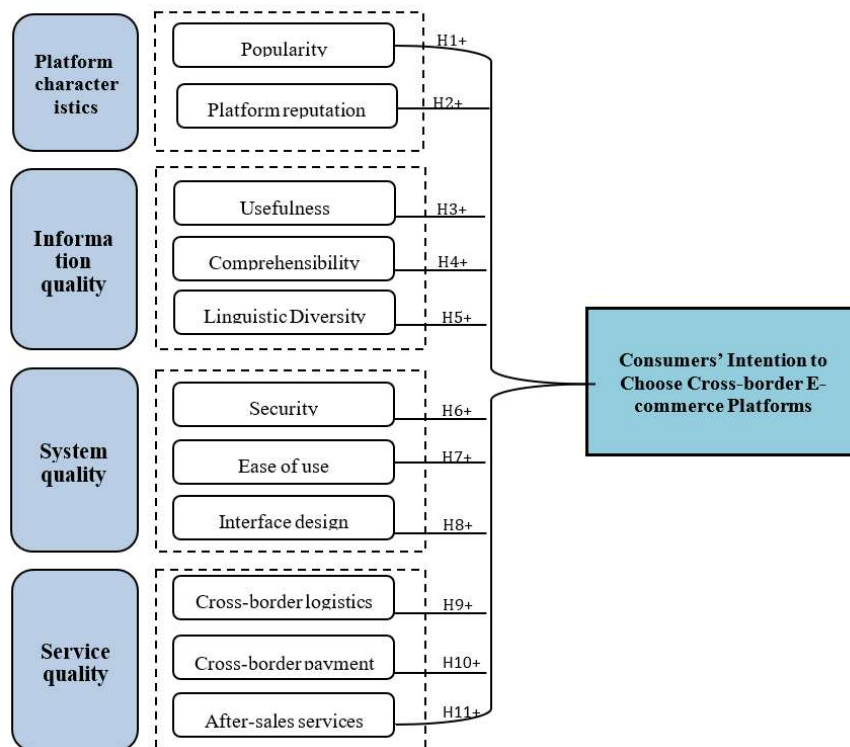 Platform
character
istics
Popularity
H1+
Platform reputation
H2+
Informa
tion
quality
Usefulness
H3+
Comprehensibility
H4+
Linguistic Diversity
H5+
Consumers’ Intention to
Choose Cross-border E-
commerce Platforms
System
quality
Security
H6+
Ease of use
H7+
Interface design
H8+
Service
quality
Cross-border logistics
H9+
Cross-border payment
H10+
After-sales services
H11+